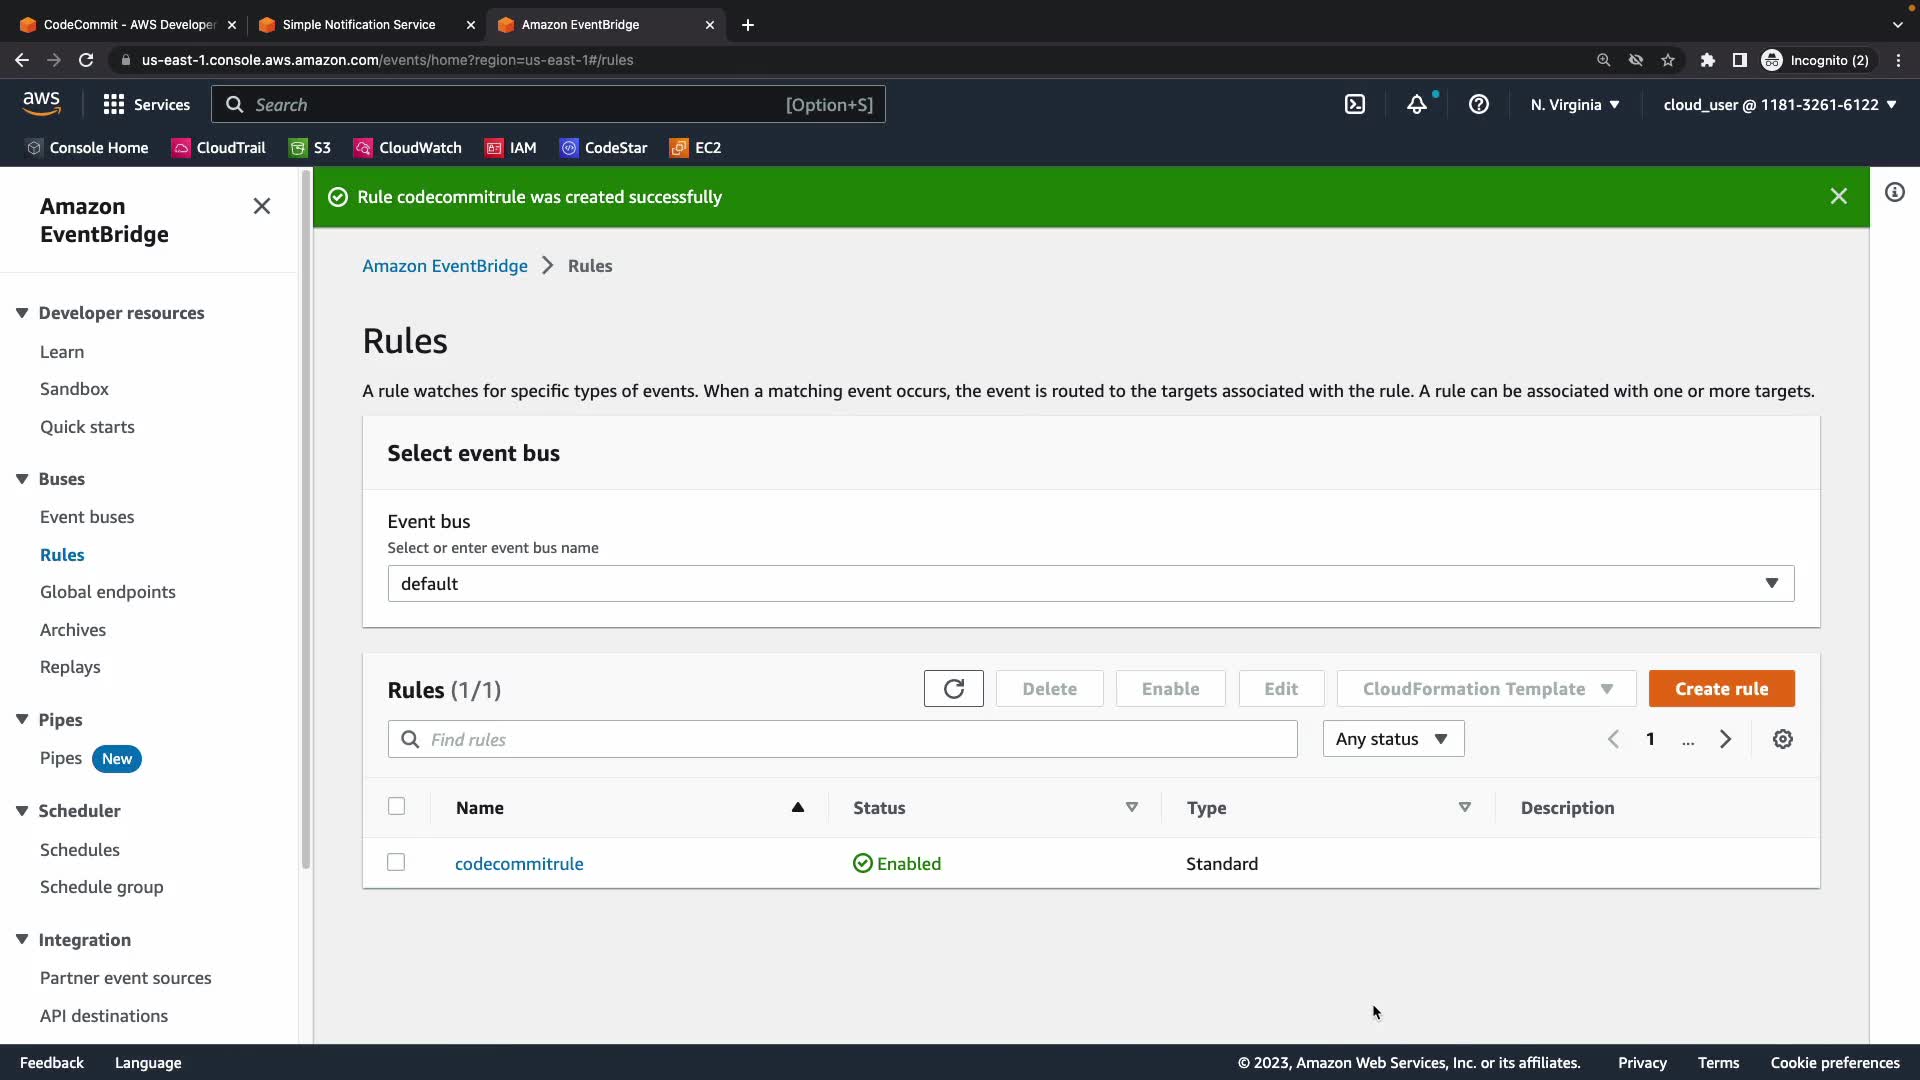 CodeCommit - AWS Developer
Simple Notification Service
Amazon EventBridge
us-east-1.console.aws.amazon.com/events/home?region=us-east-1#/rules
Incognito (2)
aws
Services
Search
[Option+S]
N. Virginia
cloud_user @ 1181-3261-6122
Console Home
CloudTrail
S3
CloudWatch
IAM
CodeStar
EC2
Amazon
EventBridge
Developer resources
Learn
Sandbox
Quick starts
Buses
Event buses
Rules
Global endpoints
Archives
Replays
Pipes
Pipes New
Scheduler
Schedules
Schedule group
Integration
Partner event sources
API destinations
Rule codecommitrule was created successfully
Amazon EventBridge > Rules
Rules
A rule watches for specific types of events. When a matching event occurs, the event is routed to the targets associated with the rule. A rule can be associated with one or more targets.
Select event bus
Event bus
Select or enter event bus name
default
Rules (1/1)
Delete
Enable
Edit
CloudFormation Template
Create rule
Find rules
Any status
1
...
Name
Status
Type
Description
codecommitrule
Enabled
Standard
Feedback
Language
© 2023, Amazon Web Services, Inc. or its affiliates.
Privacy
Terms
Cookie preferences